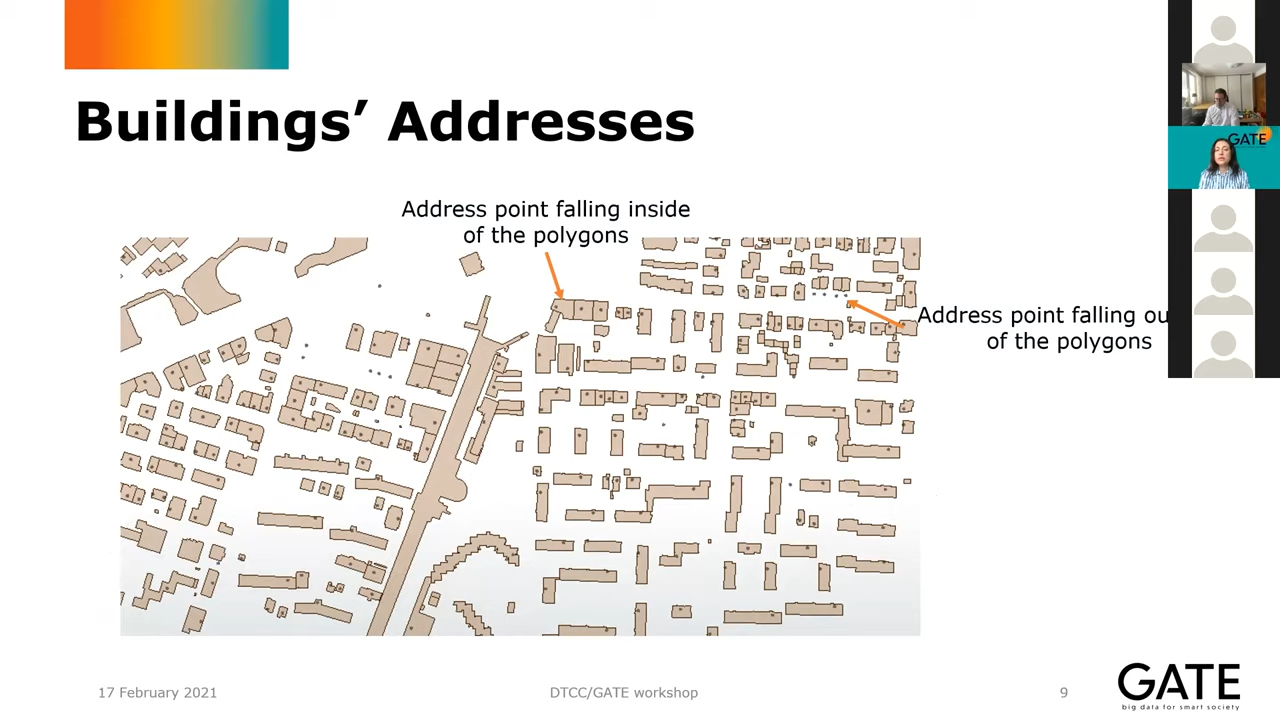 Buildings’ Addresses
Address point falling inside
of the polygons
Address point falling
of the polygons
17 February 2021
DTCC/GATE workshop
9
GATE
big data for smart society
GATE